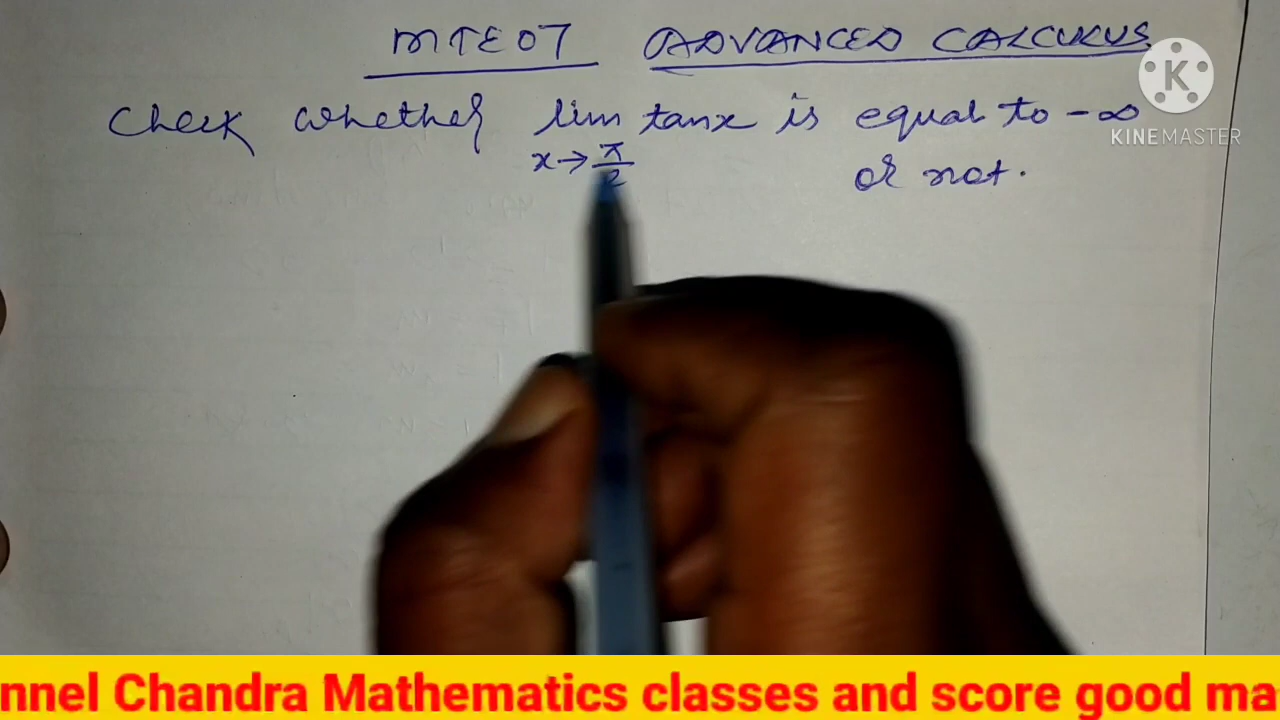 MTE07 ADVANCED CALCULUS
Check whether lim tanx is equal to -∞
x→π/2 or not.
K
KINEMASTER
nnel Chandra Mathematics classes and score good ma